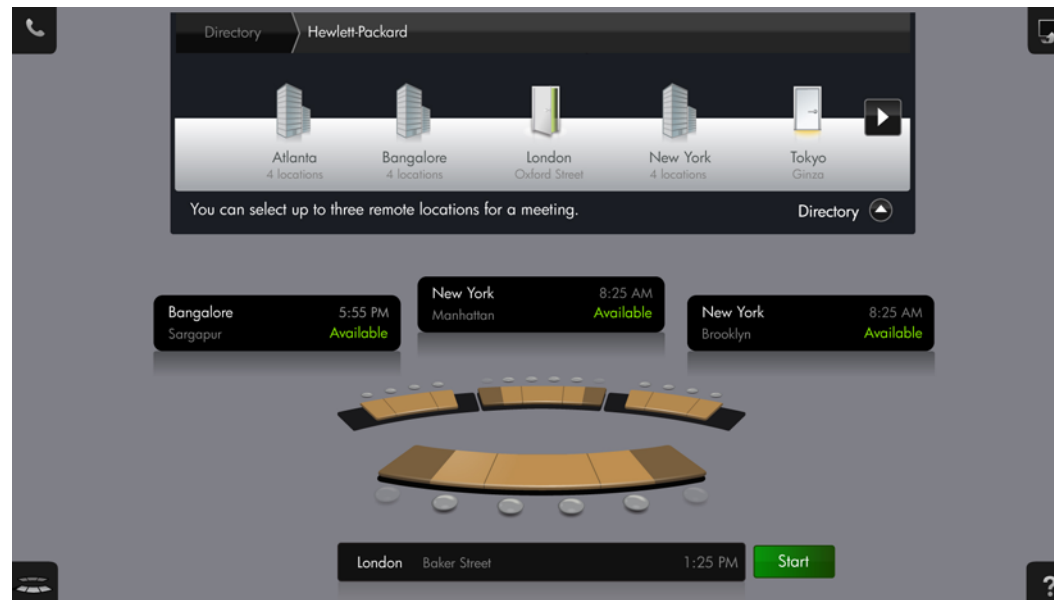 Directory Hewlett-Packard
Atlanta Bangalore London New York Tokyo
4 locations 4 locations Oxford Street 4 locations Ginza
You can select up to three remote locations for a meeting. Directory
New York 8:25 AM
Manhattan Available
Bangalore 5:55 PM
Sargapur Available
New York 8:25 AM
Brooklyn Available
London Baker Street 1:25 PM Start
?